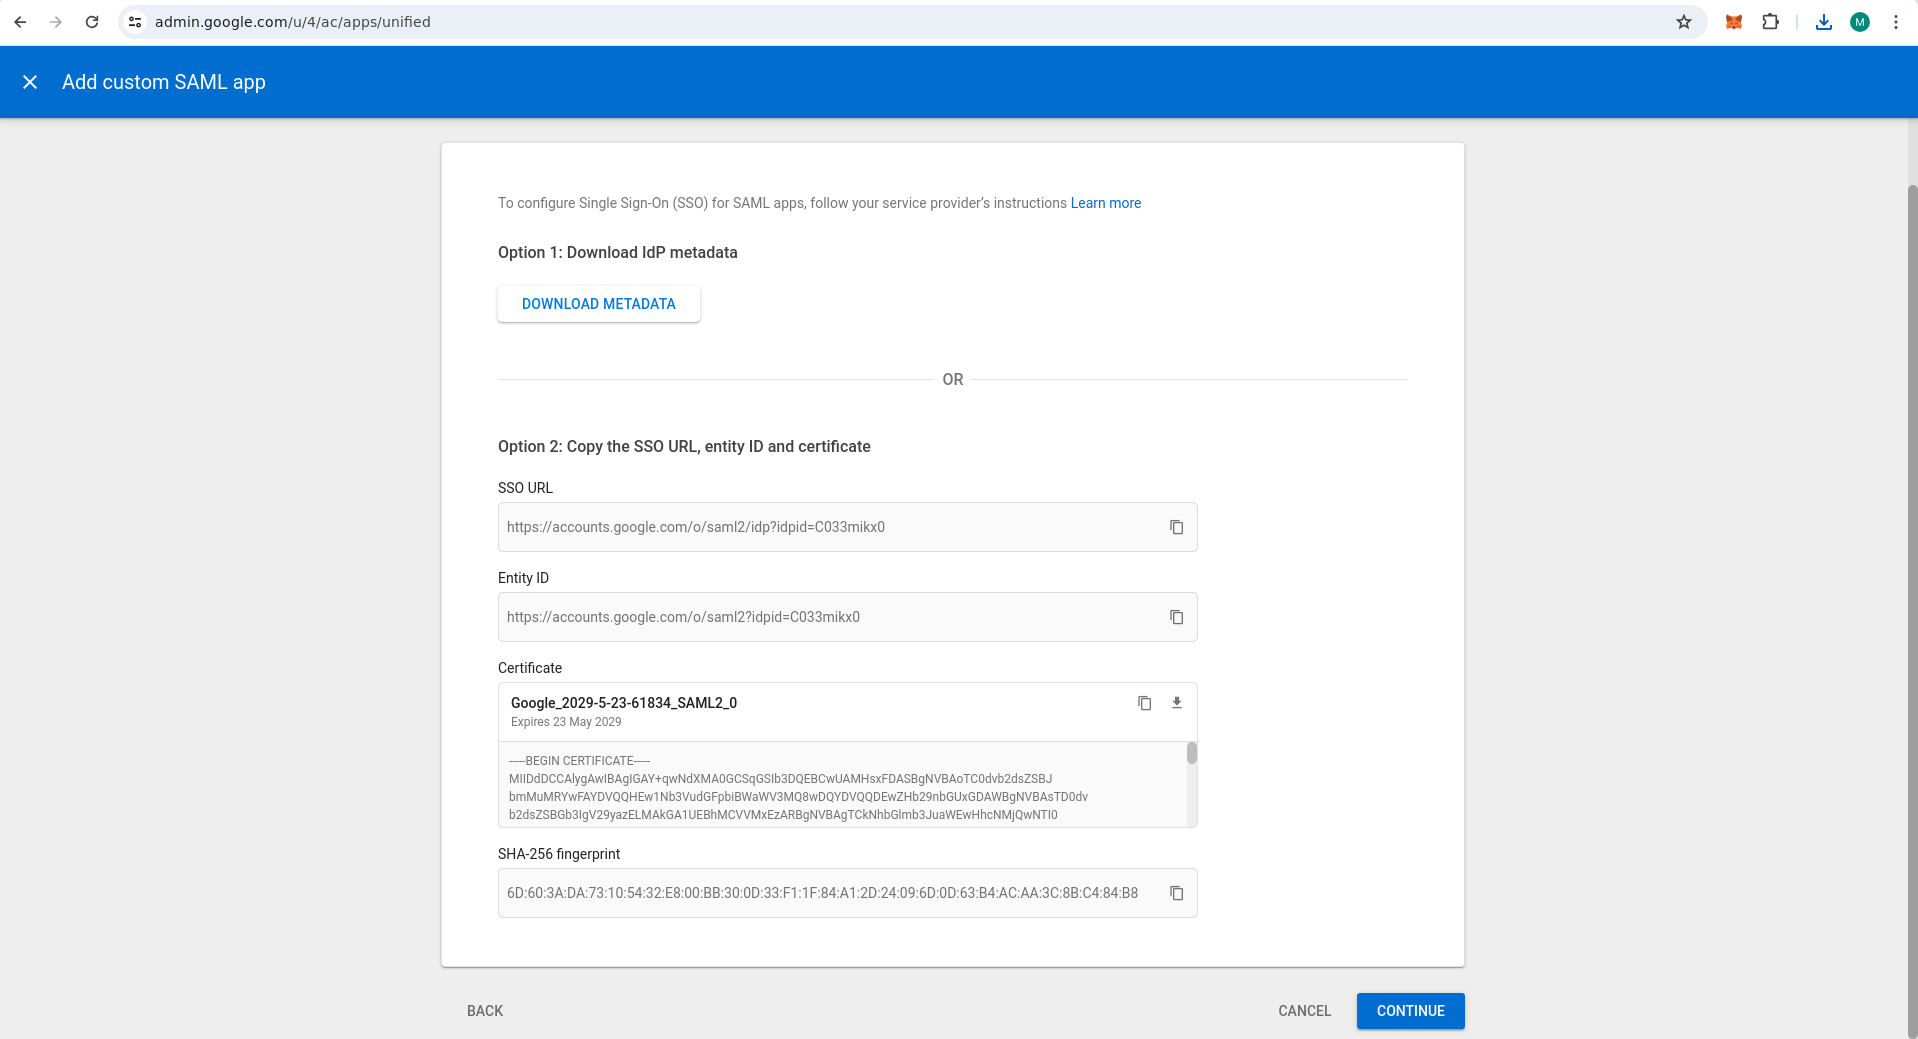 admin.google.com/u/4/ac/apps/unified
M
Add custom SAML app
To configure Single Sign-On (SSO) for SAML apps, follow your service provider’s instructions Learn more
Option 1: Download IdP metadata
DOWNLOAD METADATA
OR
Option 2: Copy the SSO URL, entity ID and certificate
SSO URL
https://accounts.google.com/o/saml2/idp?idpid=C033mikx0
Entity ID
https://accounts.google.com/o/saml2?idpid=C033mikx0
Certificate
Google_2029-5-23-61834_SAML2_0
Expires 23 May 2029
-----BEGIN CERTIFICATE-----
MIIDdDCCAlygAwIBAgIGAY+qwNdXMA0GCSqGSIb3DQEBCwUAMHsxFDASBgNVBAoTC0dvb2dsZSBJ
bmMuMRYwFAYDVQQHEw1Nb3VudGFpbiBWaWV3MQ8wDQYDVQQDEwZHb29nbGUxGDAWBgNVBAsTD0dv
b2dsZSBGb3IgV29yazELMAkGA1UEBhMCVVMxEzARBgNVBAgTCkNhbGlmb3JuaWEwHhcNMjQwNTI0
SHA-256 fingerprint
6D:60:3A:DA:73:10:54:32:E8:00:BB:30:0D:33:F1:1F:84:A1:2D:24:09:6D:0D:63:B4:AC:AA:3C:8B:C4:84:B8
BACK
CANCEL
CONTINUE